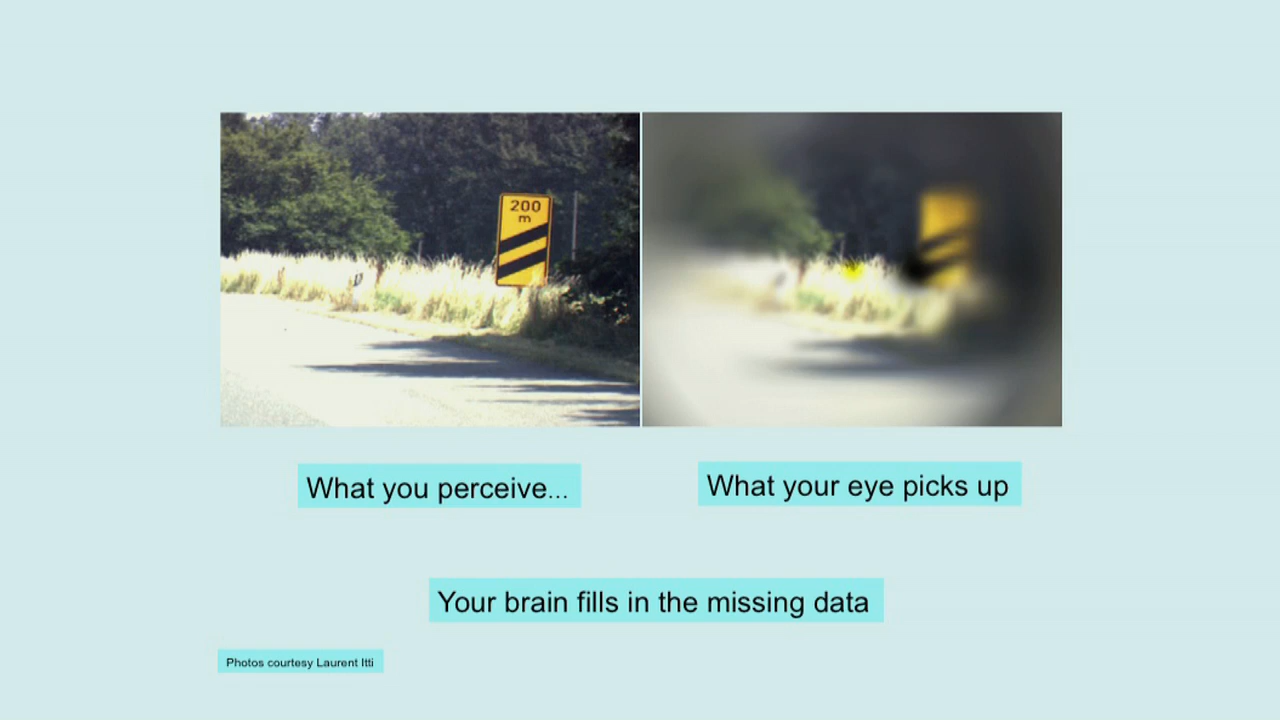 200
m
What you perceive...
What your eye picks up
Your brain fills in the missing data
Photos courtesy Laurent Itti